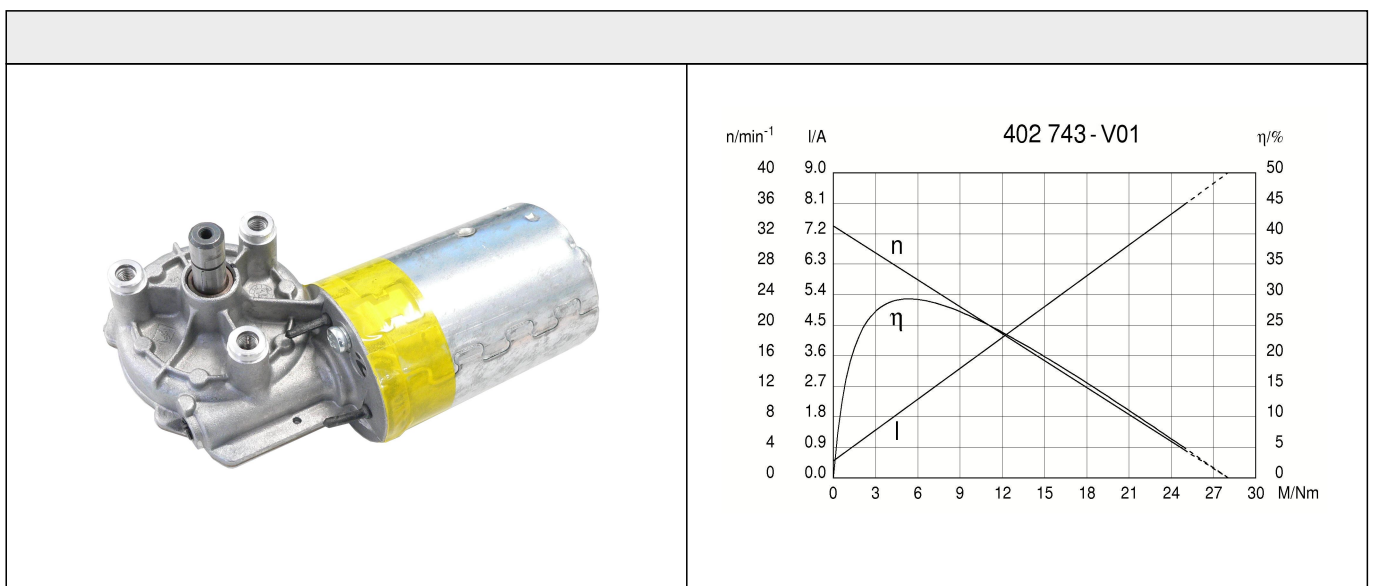 n/min-1 I/A 402 743 - V01 η/%
40 9.0 50
36 8.1 45
32 7.2 40
28 6.3 35
24 5.4 30
20 4.5 25
16 3.6 20
12 2.7 15
8 1.8 10
4 0.9 5
0 0.0 0
n
η
I
0 3 6 9 12 15 18 21 24 27 30 M/Nm